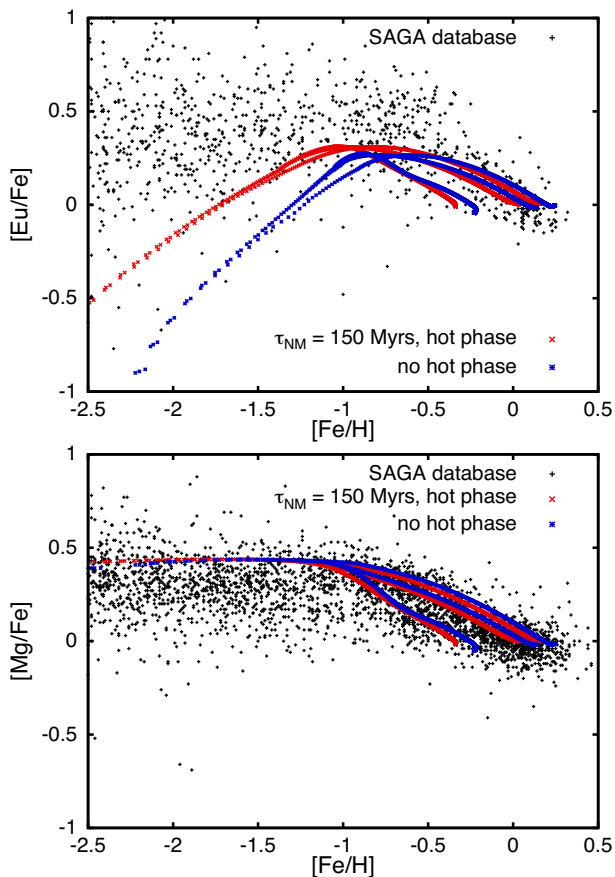 1
0.5
0
-0.5
-1
[Eu/Fe]
SAGA database
τNM = 150 Myrs, hot phase
no hot phase
-2.5 -2 -1.5 -1 -0.5 0 0.5
[Fe/H]
1
0.5
0
-0.5
-1
[Mg/Fe]
SAGA database
τNM = 150 Myrs, hot phase
no hot phase
-2.5 -2 -1.5 -1 -0.5 0 0.5
[Fe/H]